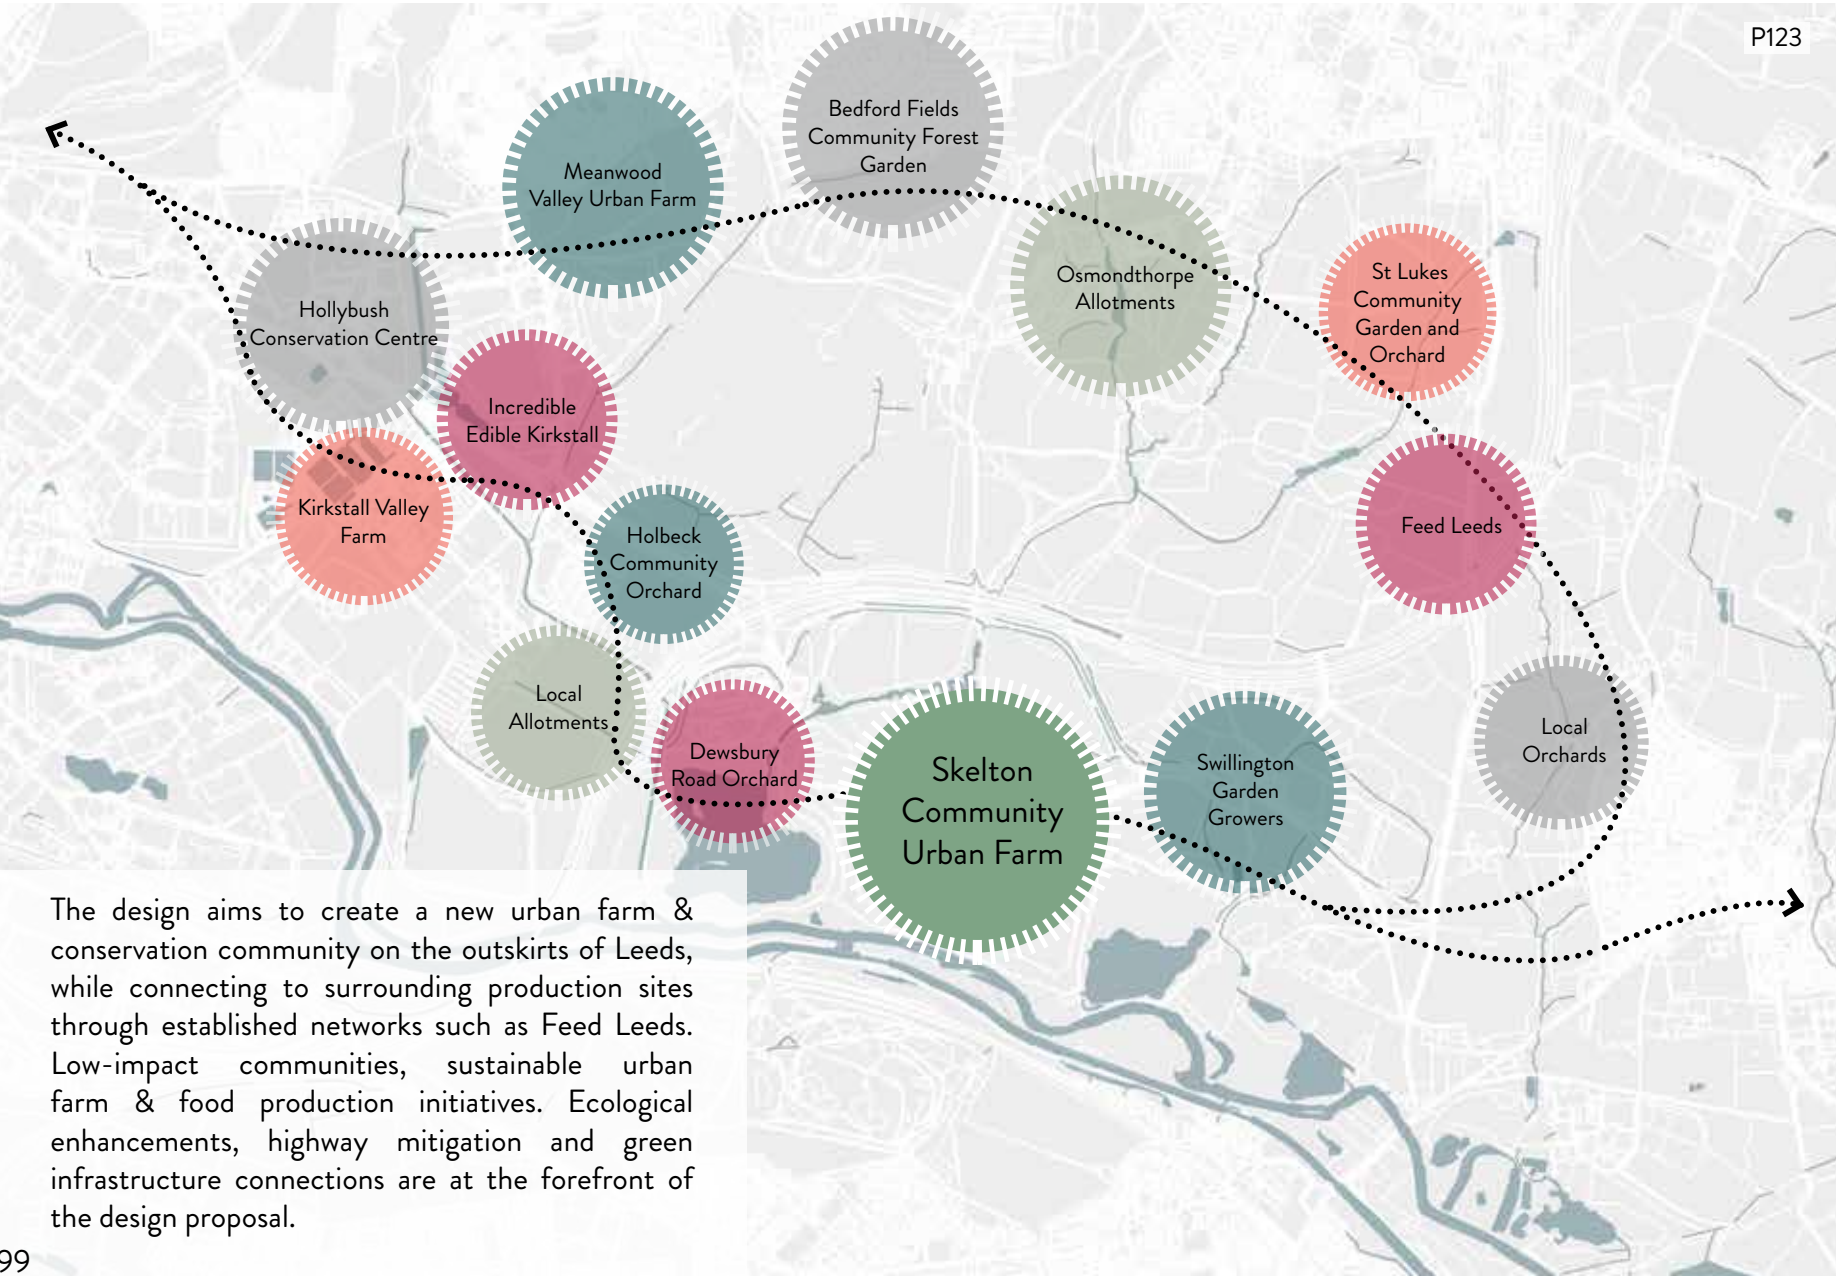 P123
Bedford Fields
Community Forest
Garden
Meanwood
Valley Urban Farm
Osmondthorpe
Allotments
St Lukes
Community
Garden and
Orchard
Hollybush
Conservation Centre
Incredible
Edible Kirkstall
Kirkstall Valley
Farm
Feed Leeds
Holbeck
Community
Orchard
Local
Allotments
Dewsbury
Road Orchard
Skelton
Community
Urban Farm
Swillington
Garden
Growers
Local
Orchards
The design aims to create a new urban farm &
conservation community on the outskirts of Leeds,
while connecting to surrounding production sites
through established networks such as Feed Leeds.
Low-impact communities, sustainable urban
farm & food production initiatives. Ecological
enhancements, highway mitigation and green
infrastructure connections are at the forefront of
the design proposal.
99